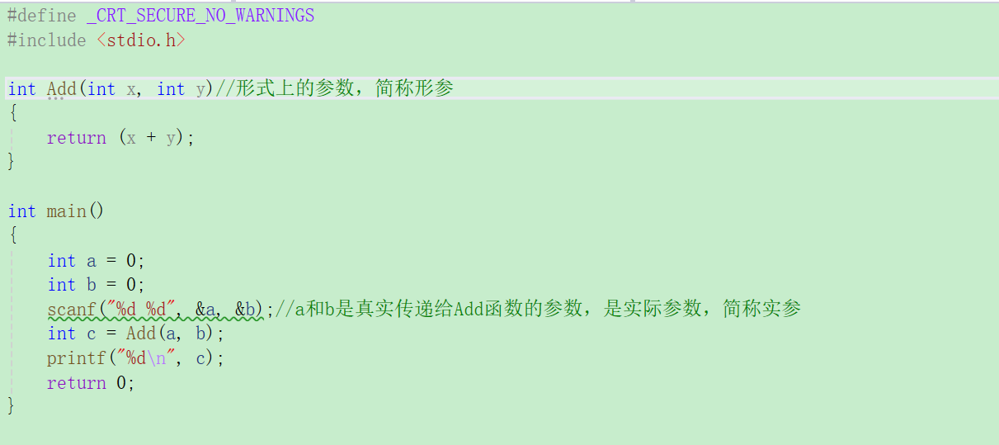 #define _CRT_SECURE_NO_WARNINGS
#include <stdio.h>
int Add(int x, int y)//形式上的参数，简称形参
{
return (x + y);
}
int main()
{
int a = 0;
int b = 0;
scanf("%d %d", &a, &b);//a和b是真实传递给Add函数的参数，是实际参数，简称实参
int c = Add(a, b);
printf("%d\n", c);
return 0;
}